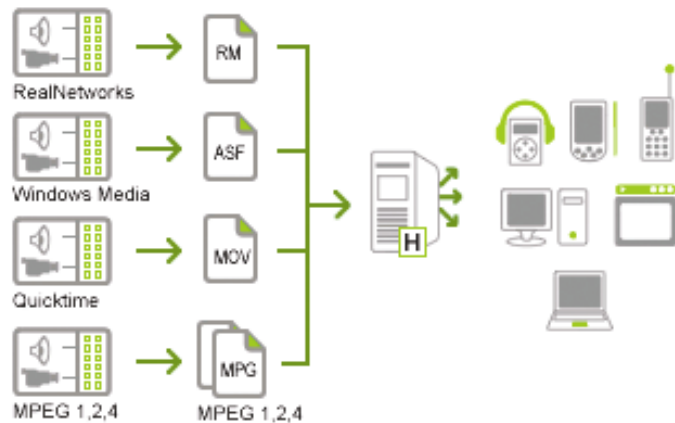 RM
RealNetworks
ASF
Windows Media
H
MOV
Quicktime
MPG
MPEG 1,2,4
MPEG 1,2,4